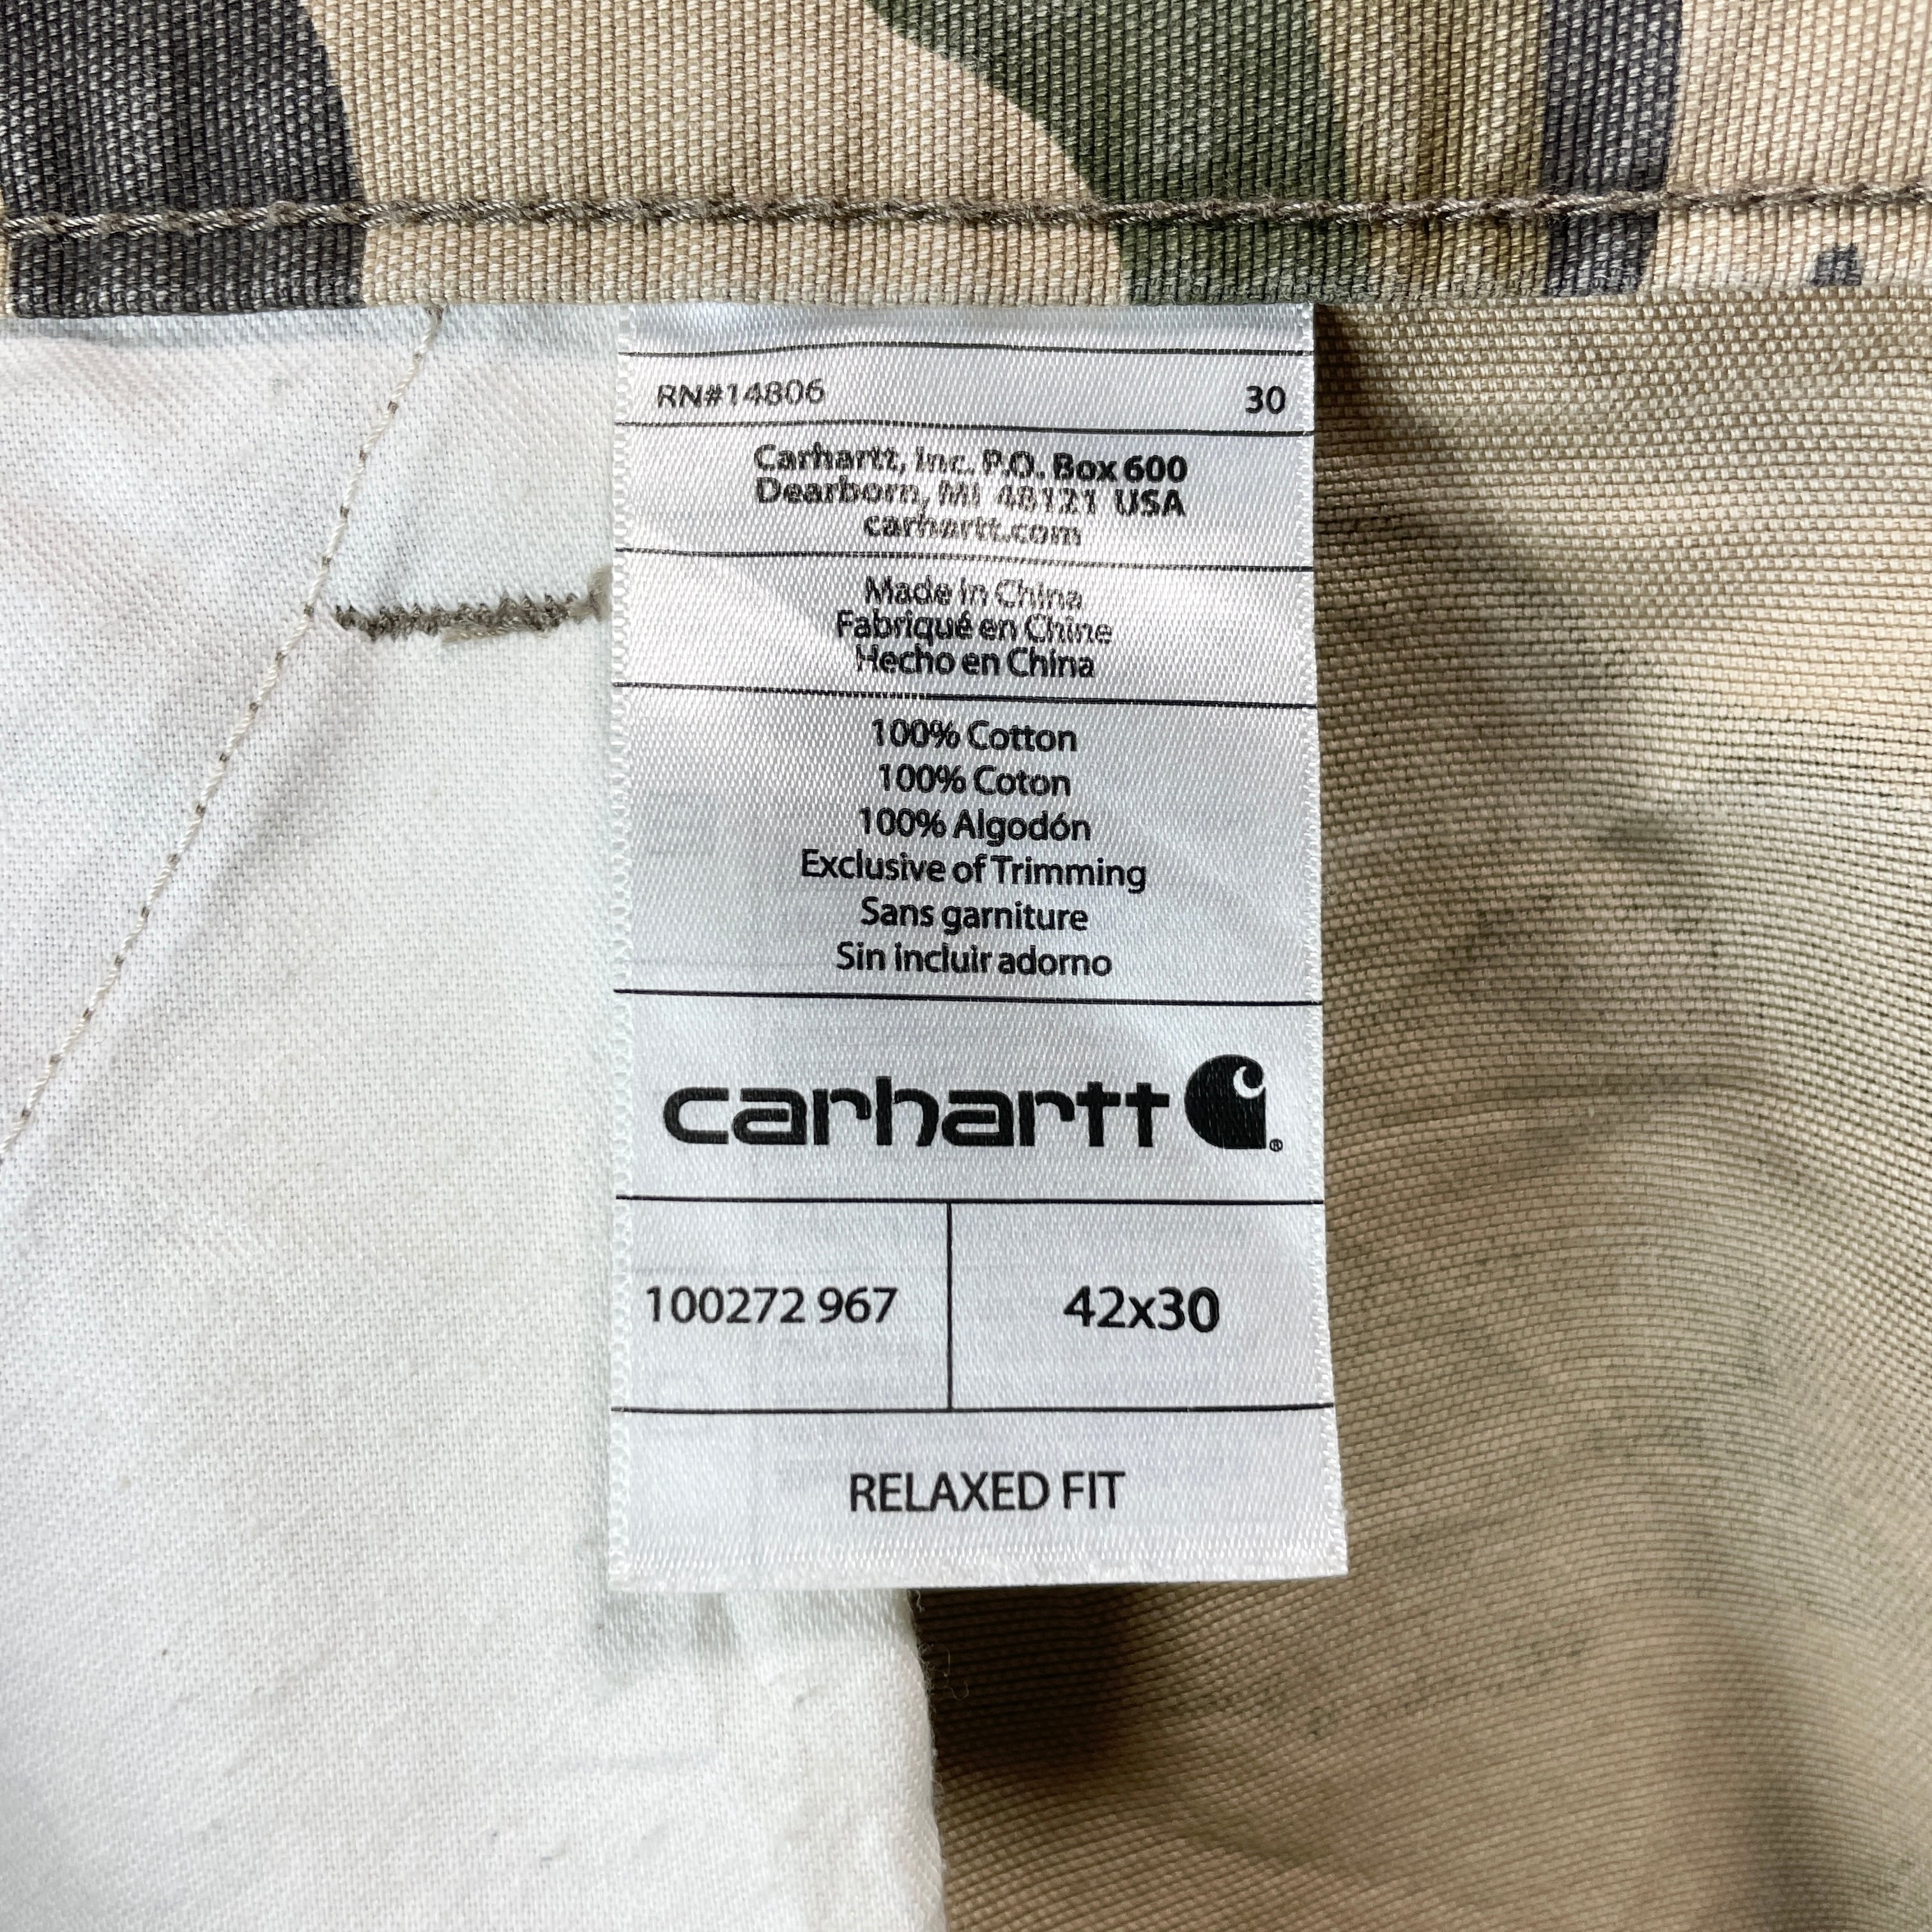 RN#14806 30
Carhartt, Inc. P.O. Box 600
Dearborn, MI 48121 USA
carhartt.com
Made in China
Fabriqué en Chine
Hecho en China
100% Cotton
100% Coton
100% Algodón
Exclusive of Trimming
Sans garniture
Sin incluir adorno
carhartt ®
100272 967 42x30
RELAXED FIT